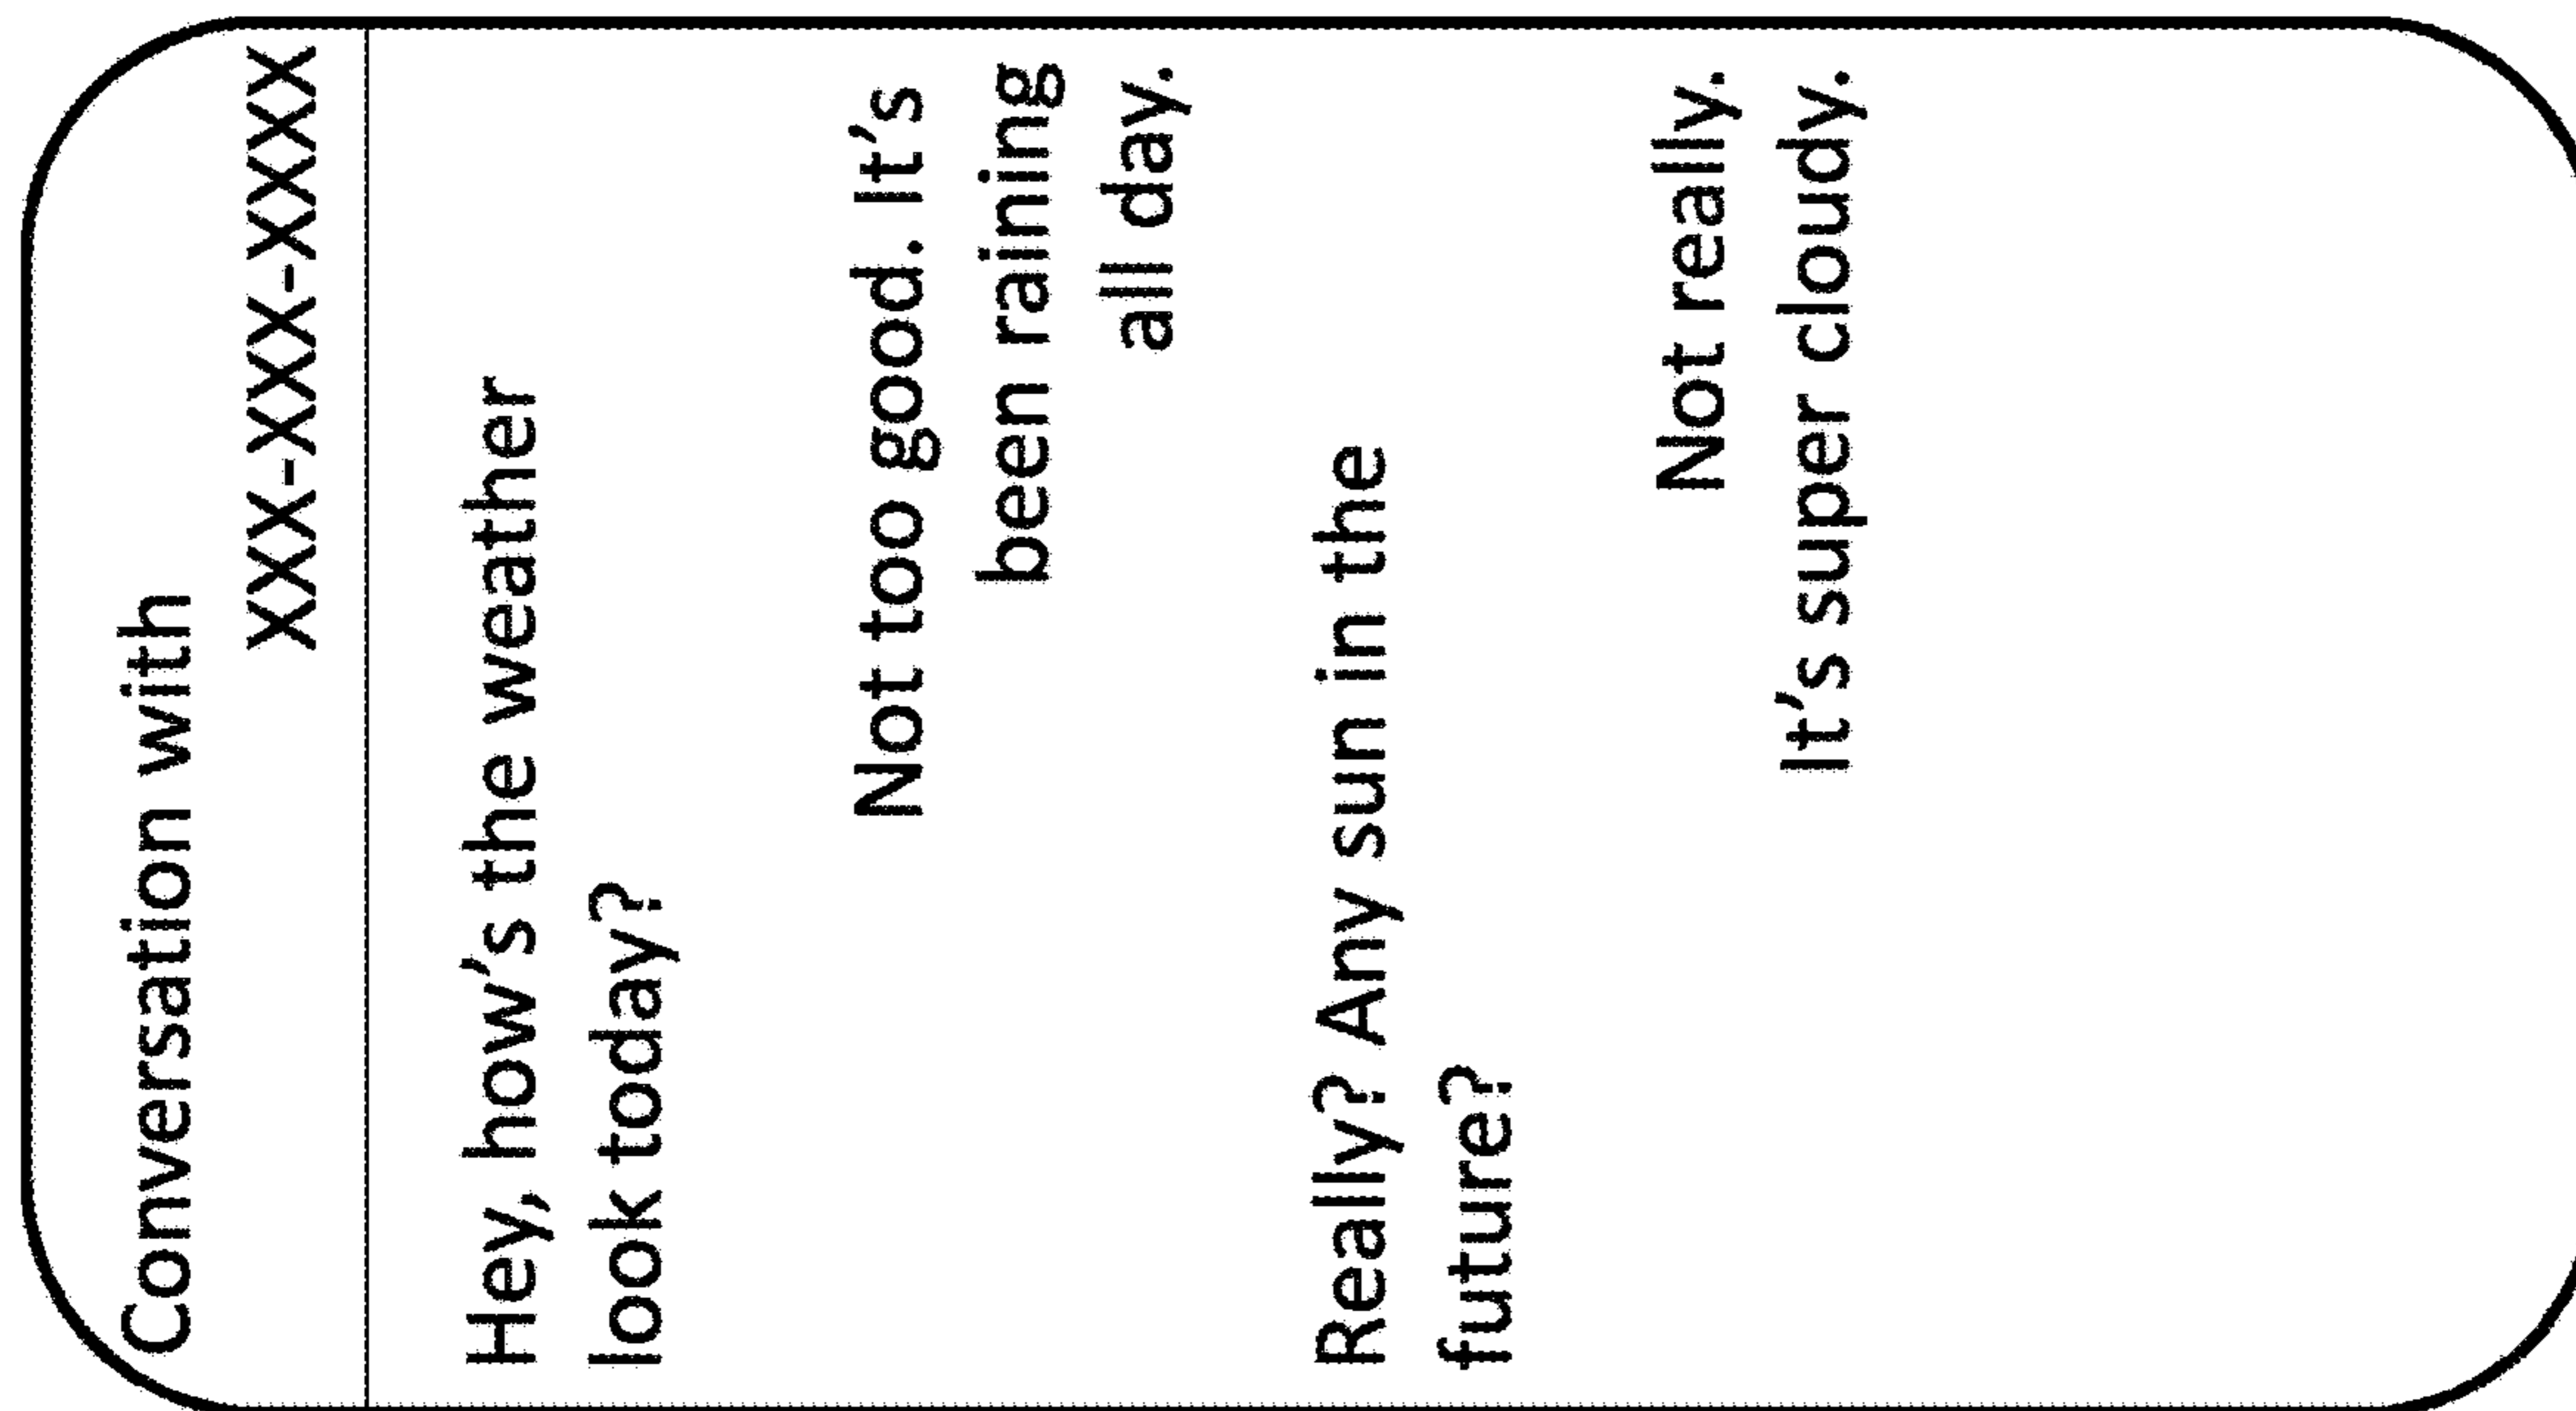 Conversation with
XXX-XXX-XXXX
Hey, how's the weather
look today?
Not too good. It's
been raining
all day.
Really? Any sun in the
future?
Not really.
It's super cloudy.